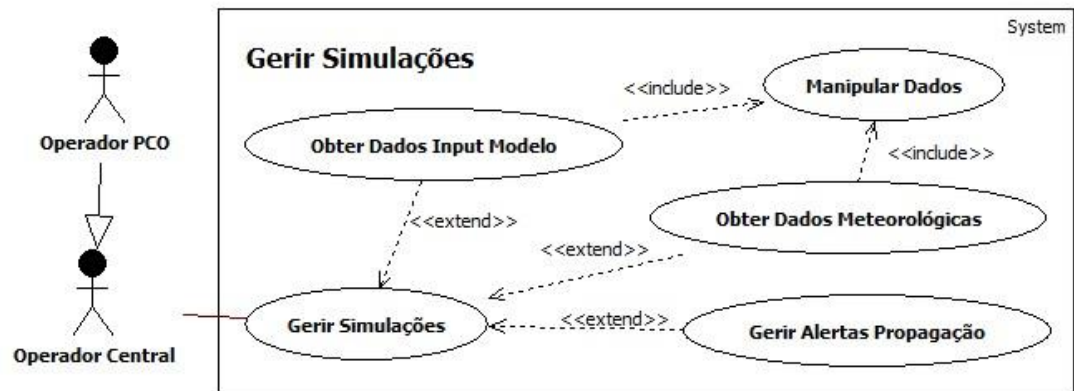 System
Gerir Simulações
<<include>>
Manipular Dados
Operador PCO
Obter Dados Input Modelo
<<include>>
<<extend>>
Obter Dados Meteorológicas
<<extend>>
Gerir Simulações
<<extend>>
Gerir Alertas Propagação
Operador Central